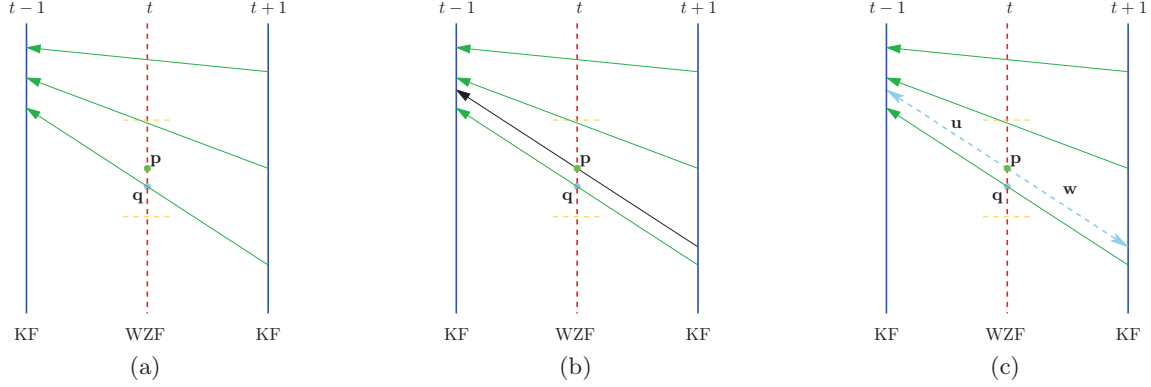 t − 1 t t + 1
p
q
KF WZF KF
(a)
t − 1 t t + 1
p
q
KF WZF KF
(b)
t − 1 t t + 1
u
p
q
w
KF WZF KF
(c)